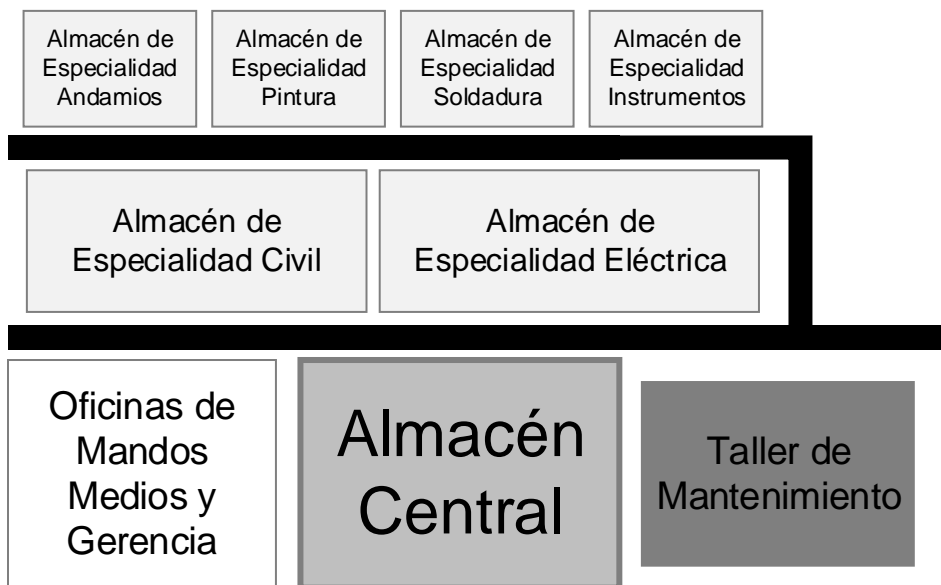 Almacén de
Especialidad
Andamios
Almacén de
Especialidad
Pintura
Almacén de
Especialidad
Soldadura
Almacén de
Especialidad
Instrumentos
Almacén de
Especialidad Civil
Almacén de
Especialidad Eléctrica
Oficinas de
Mandos
Medios y
Gerencia
Almacén
Central
Taller de
Mantenimiento